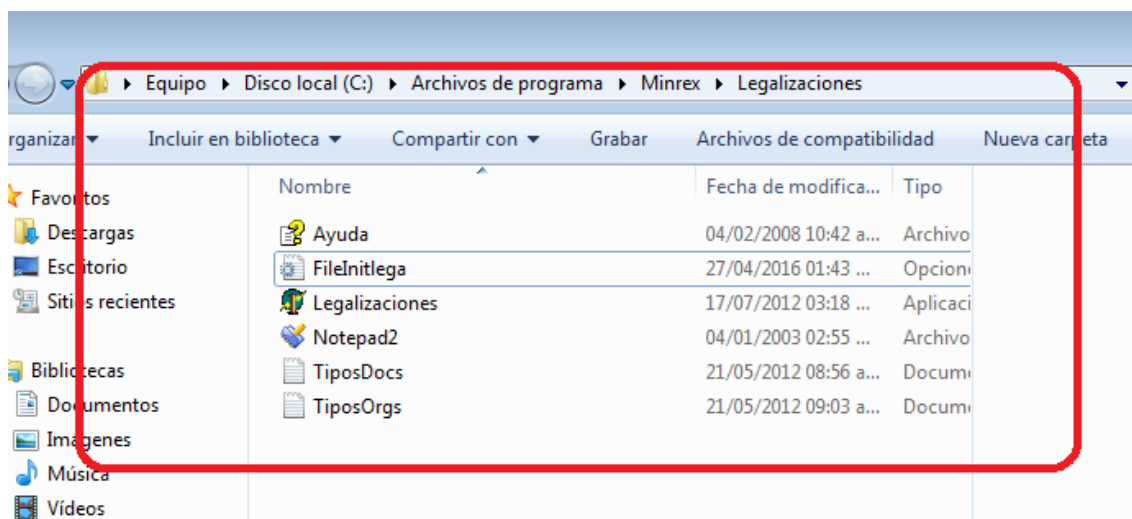 Equipo Disco local (C:) Archivos de programa Minrex Legalizaciones
rganizar Incluir en biblioteca Compartir con Grabar Archivos de compatibilidad Nueva carpeta
Favoritos
Descargas
Escritorio
Sitios recientes
Bibliotecas
Documentos
Imágenes
Música
Vídeos
Nombre Fecha de modifica... Tipo
Ayuda 04/02/2008 10:42 a... Archivo
FileInitlega 27/04/2016 01:43 ... Opcion
Legalizaciones 17/07/2012 03:18 ... Aplicaci
Notepad2 04/01/2003 02:55 ... Archivo
TiposDocs 21/05/2012 08:56 a... Docum
TiposOrgs 21/05/2012 09:03 a... Docum